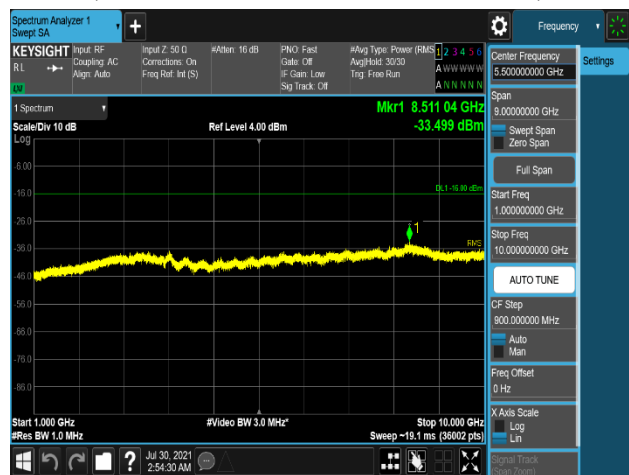 Spectrum Analyzer 1
Swept SA
Frequency
KEYSIGHT
RL
LXI
Input: RF
Coupling: AC
Align: Auto
Input Z: 50 Ω
Corrections: On
Freq Ref: Int (S)
#Atten: 16 dB
PNO: Fast
Gate: Off
IF Gain: Low
Sig Track: Off
#Avg Type: Power (RMS
Avg|Hold: 30/30
Trig: Free Run
1 2 3 4 5 6
A W W W W W
A N N N N N
1 Spectrum
Scale/Div 10 dB
Log
Ref Level 4.00 dBm
Mkr1 8.511 04 GHz
-33.499 dBm
-6.00
-16.0
-26.0
-36.0
-46.0
-56.0
-66.0
-76.0
-86.0
DL1 -16.00 dBm
1
RMS
Start 1.000 GHz
#Res BW 1.0 MHz
#Video BW 3.0 MHz*
Stop 10.000 GHz
Sweep ~19.1 ms (36002 pts)
Center Frequency
5.500000000 GHz
Settings
Span
9.00000000 GHz
Swept Span
Zero Span
Full Span
Start Freq
1.000000000 GHz
Stop Freq
10.000000000 GHz
AUTO TUNE
CF Step
900.000000 MHz
Auto
Man
Freq Offset
0 Hz
X Axis Scale
Log
Lin
Signal Track
(Span Zoom)
?
Jul 30, 2021
2:54:30 AM